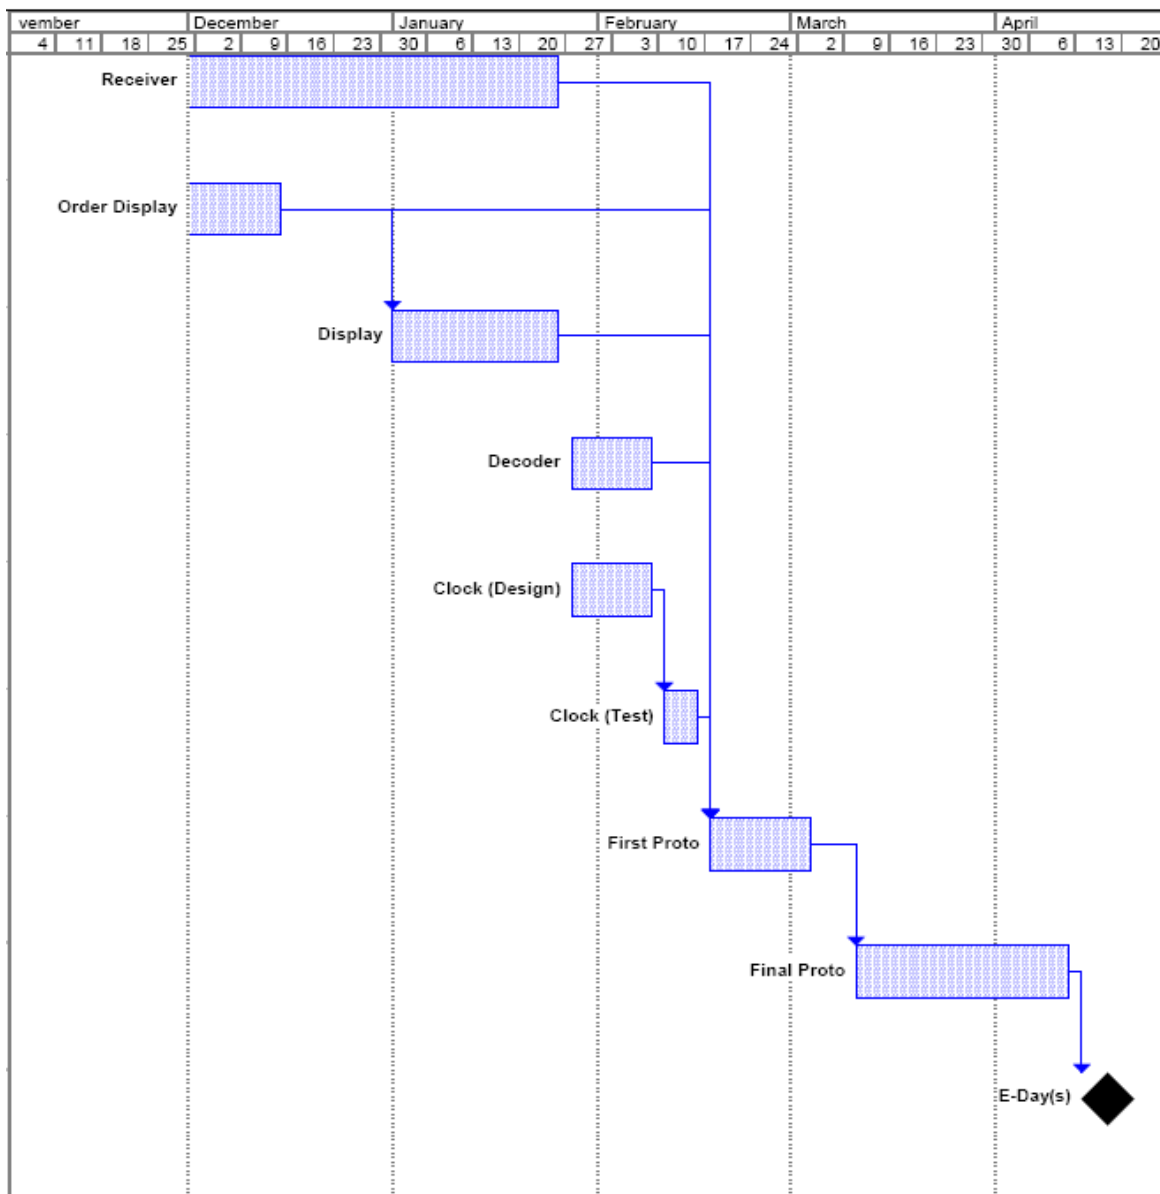 vember December January February March April
4 11 18 25 2 9 16 23 30 6 13 20 27 3 10 17 24 2 9 16 23 30 6 13 20
Receiver
Order Display
Display
Decoder
Clock (Design)
Clock (Test)
First Proto
Final Proto
E-Day(s)